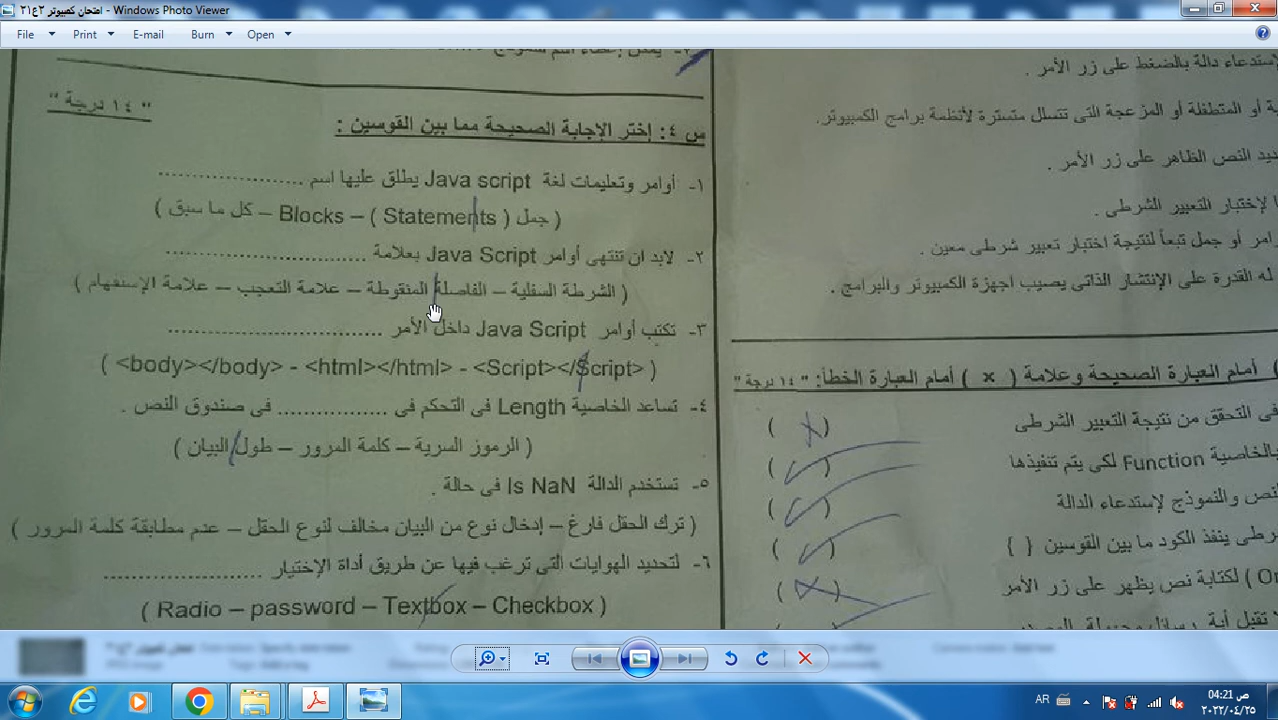 امتحان كمبيوتر ٣ع٢١ - Windows Photo Viewer
File Print E-mail Burn Open
" ١٤ درجة "
س ٤: إختر الإجابة الصحيحة مما بين القوسين :
١- أوامر وتعليمات لغة Java script يطلق عليها اسم ........................
( جمل ( Statements ) – Blocks – كل ما سبق )
٢- لابد ان تنتهى أوامر Java Script بعلامة ........................
( الشرطة السفلية – الفاصلة المنقوطة – علامة التعجب – علامة الإستفهام )
٣- تكتب أوامر Java Script داخل الأمر ........................
( <body></body> - <html></html> - <Script></Script> )
٤- تساعد الخاصية Length فى التحكم فى .................. فى صندوق النص .
( الرموز السرية – كلمة المرور – طول البيان )
٥- تستخدم الدالة Is NaN فى حالة .
( ترك الحقل فارغ – إدخال نوع من البيان مخالف لنوع الحقل – عدم مطابقة كلمة المرور )
٦- لتحديد الهوايات التى ترغب فيها عن طريق أداة الإختيار ........................
( Radio – password – Textbox – Checkbox )
لإستدعاء دالة بالضغط على زر الأمر .
ة أو المتطفلة أو المزعجة التى تتسلل متسترة لأنظمة برامج الكمبيوتر.
ديد النص الظاهر على زر الأمر .
لإختبار التعبير الشرطى .
امر أو جمل تبعاً لنتيجة اختبار تعبير شرطى معين .
له القدرة على الإنتشار الذاتى يصيب اجهزة الكمبيوتر والبرامج .
) أمام العبارة الصحيحة وعلامة ( × ) أمام العبارة الخطأ: " ١٤ درجة "
فى التحقق من نتيجة التعبير الشرطى ( × )
بالخاصية Function لكى يتم تنفيذها ( ✓ )
لنص والنموذج لإستدعاء الدالة ( ✓ )
رطى ينفذ الكود ما بين القوسين { } ( ✓ )
) لكتابة نص يظهر على زر الأمر ( × )
AR
04:21 ص
٢٠٢٢/٠٤/٢٥